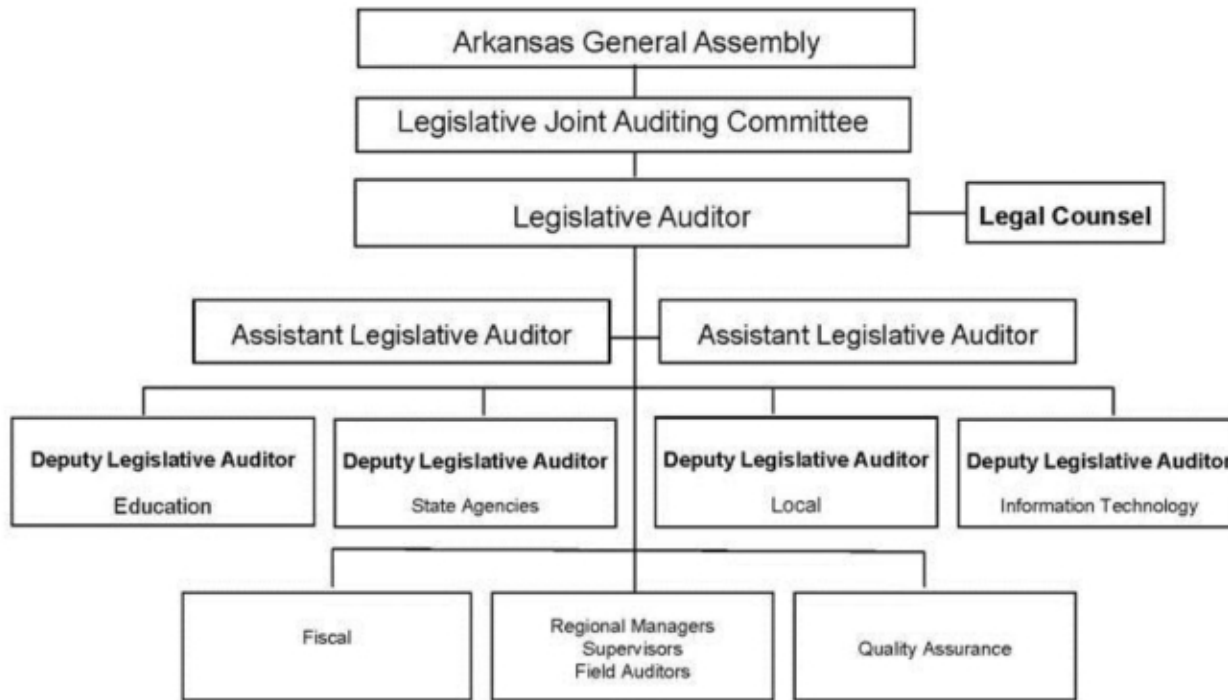 Arkansas General Assembly
Legislative Joint Auditing Committee
Legislative Auditor
Legal Counsel
Assistant Legislative Auditor
Assistant Legislative Auditor
Deputy Legislative Auditor
Education
Deputy Legislative Auditor
State Agencies
Deputy Legislative Auditor
Local
Deputy Legislative Auditor
Information Technology
Fiscal
Regional Managers
Supervisors
Field Auditors
Quality Assurance